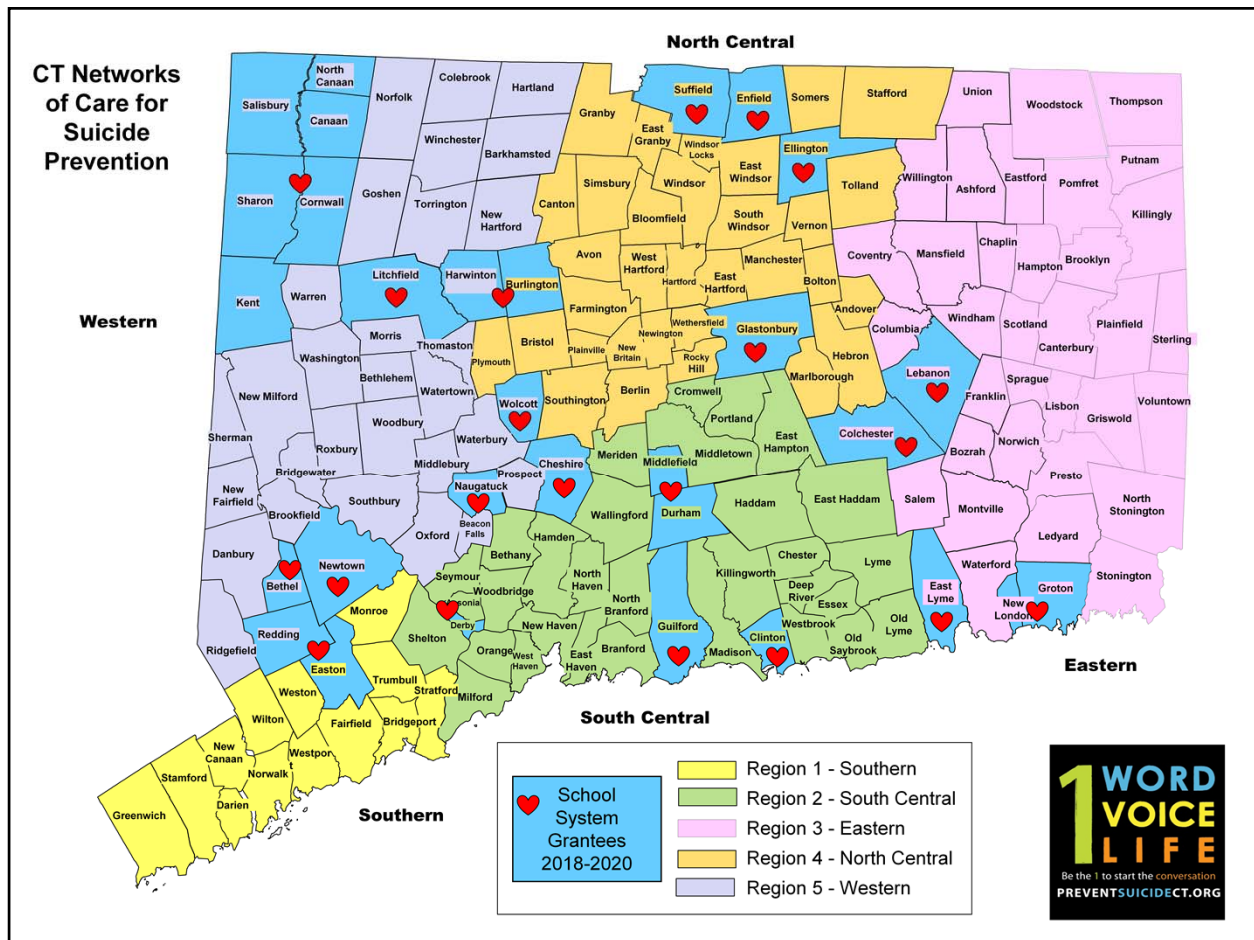 CT Networks
of Care for
Suicide
Prevention
North Central
Western
Eastern
South Central
Southern
Salisbury
North
Canaan
Canaan
Norfolk
Colebrook
Hartland
Winchester
Barkhamsted
Sharon
Cornwall
Goshen
Torrington
New
Hartford
Kent
Warren
Litchfield
Harwinton
Burlington
Morris
Thomaston
Washington
Bethlehem
Watertown
New Milford
Woodbury
Waterbury
Wolcott
Sherman
Roxbury
Bridgewater
Middlebury
Naugatuck
Prospect
Cheshire
New
Fairfield
Brookfield
Southbury
Oxford
Beacon
Falls
Danbury
Bethel
Newtown
Redding
Ridgefield
Easton
Monroe
Granby
East
Granby
Suffield
Windsor
Locks
Enfield
Somers
Stafford
Ellington
East
Windsor
Canton
Simsbury
Windsor
Tolland
Bloomfield
South
Windsor
Vernon
Avon
West
Hartford
Hartford
East
Hartford
Manchester
Bolton
Farmington
Andover
Plymouth
Bristol
Plainville
New
Britain
Newington
Wethersfield
Glastonbury
Rocky
Hill
Hebron
Marlborough
Southington
Berlin
Union
Woodstock
Thompson
Putnam
Willington
Ashford
Eastford
Pomfret
Killingly
Coventry
Mansfield
Chaplin
Hampton
Brooklyn
Columbia
Windham
Scotland
Canterbury
Plainfield
Sterling
Lebanon
Franklin
Sprague
Lisbon
Griswold
Voluntown
Colchester
Bozrah
Norwich
Presto
Salem
Montville
North
Stonington
Ledyard
East
Lyme
Waterford
New
London
Groton
Stonington
Cromwell
Portland
Meriden
Middlefield
Middletown
East
Hampton
Wallingford
Durham
Haddam
East Haddam
Hamden
Bethany
Seymour
Woodbridge
North
Haven
Killingworth
Chester
Lyme
Deep
River
Essex
Shelton
Derby
New Haven
North
Branford
Guilford
Clinton
Westbrook
Old
Saybrook
Old
Lyme
Orange
West
Haven
East
Haven
Branford
Madison
Milford
Trumbull
Stratford
Weston
Wilton
Fairfield
Bridgeport
New
Canaan
Westpor
t
Stamford
Norwalk
Darien
Greenwich
School
System
Grantees
2018-2020
Region 1 - Southern
Region 2 - South Central
Region 3 - Eastern
Region 4 - North Central
Region 5 - Western
1 WORD
VOICE
LIFE
Be the 1 to start the conversation
PREVENTSUICIDECT.ORG